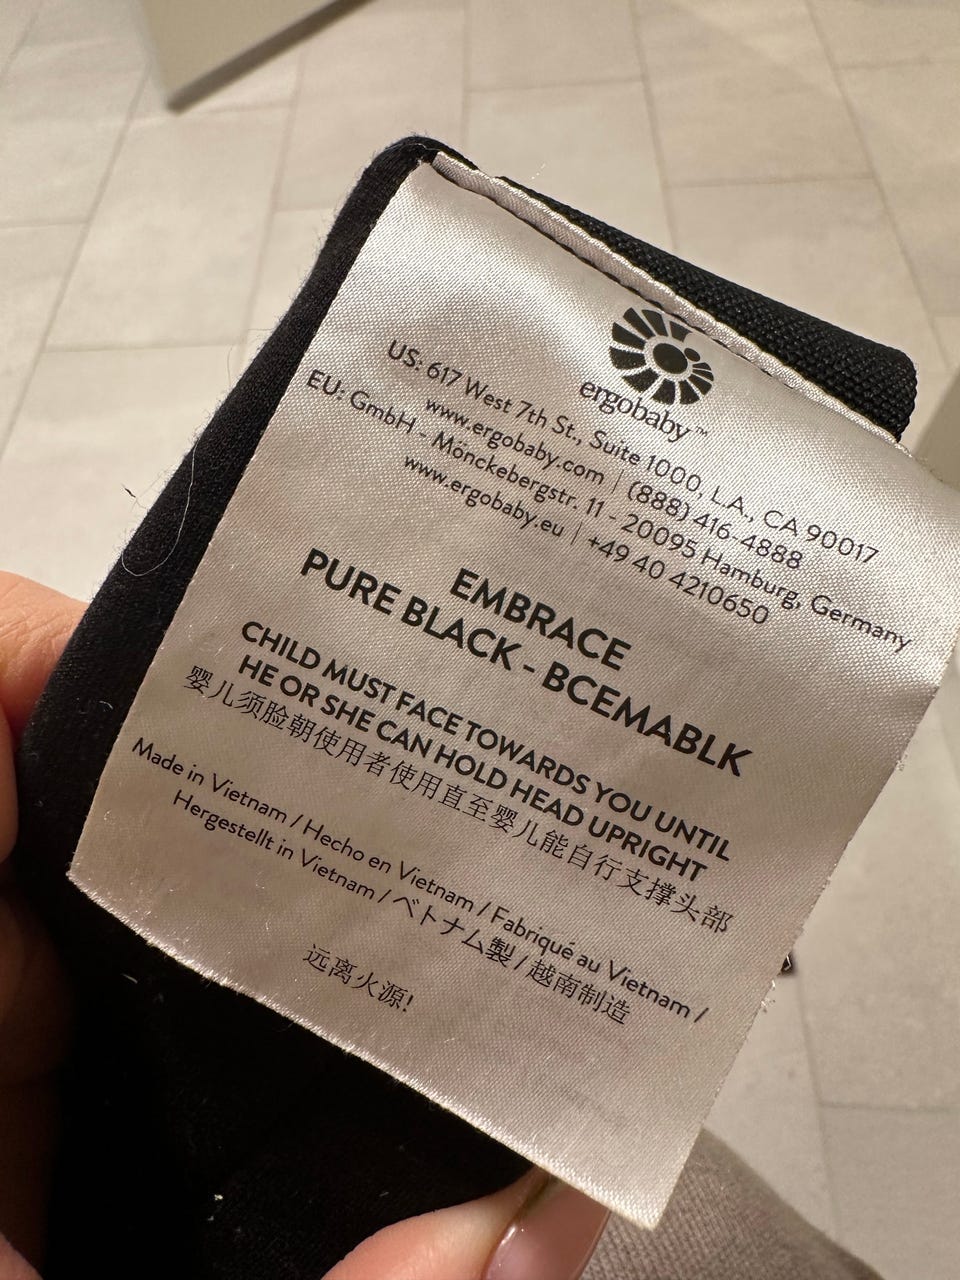 ergobaby™
US: 617 West 7th St., Suite 1000, L.A., CA 90017
www.ergobaby.com | (888) 416-4888
EU: GmbH - Mönckebergstr. 11 - 20095 Hamburg, Germany
www.ergobaby.eu | +49 40 4210650
EMBRACE
PURE BLACK - BCEMABLK
CHILD MUST FACE TOWARDS YOU UNTIL
HE OR SHE CAN HOLD HEAD UPRIGHT
婴儿须脸朝使用者使用直至婴儿能自行支撑头部
Made in Vietnam / Hecho en Vietnam / Fabriqué au Vietnam /
Hergestellt in Vietnam / ベトナム製 / 越南制造
远离火源!